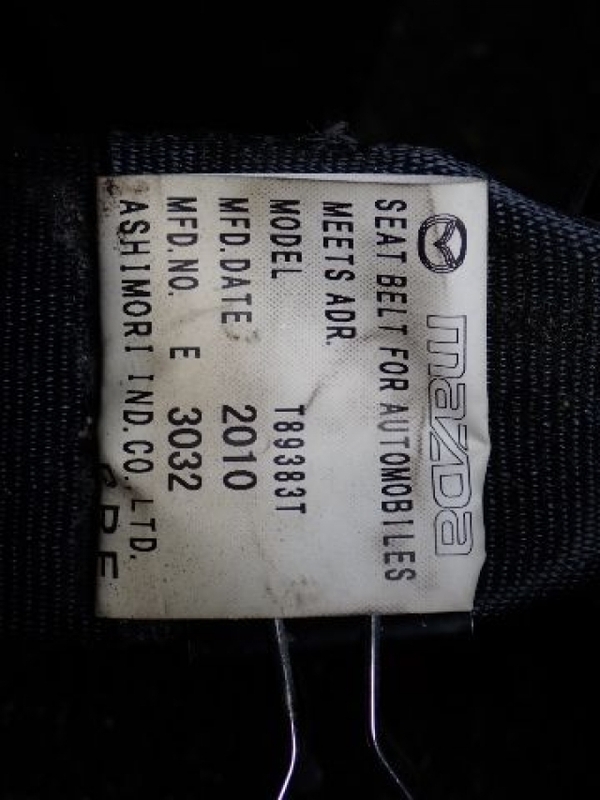 mazda
SEAT BELT FOR AUTOMOBILES
MEETS ADR.
MODEL T89383T
MFD.DATE 2010
MFD.NO. E 3032
ASHIMORI IND.CO.LTD.